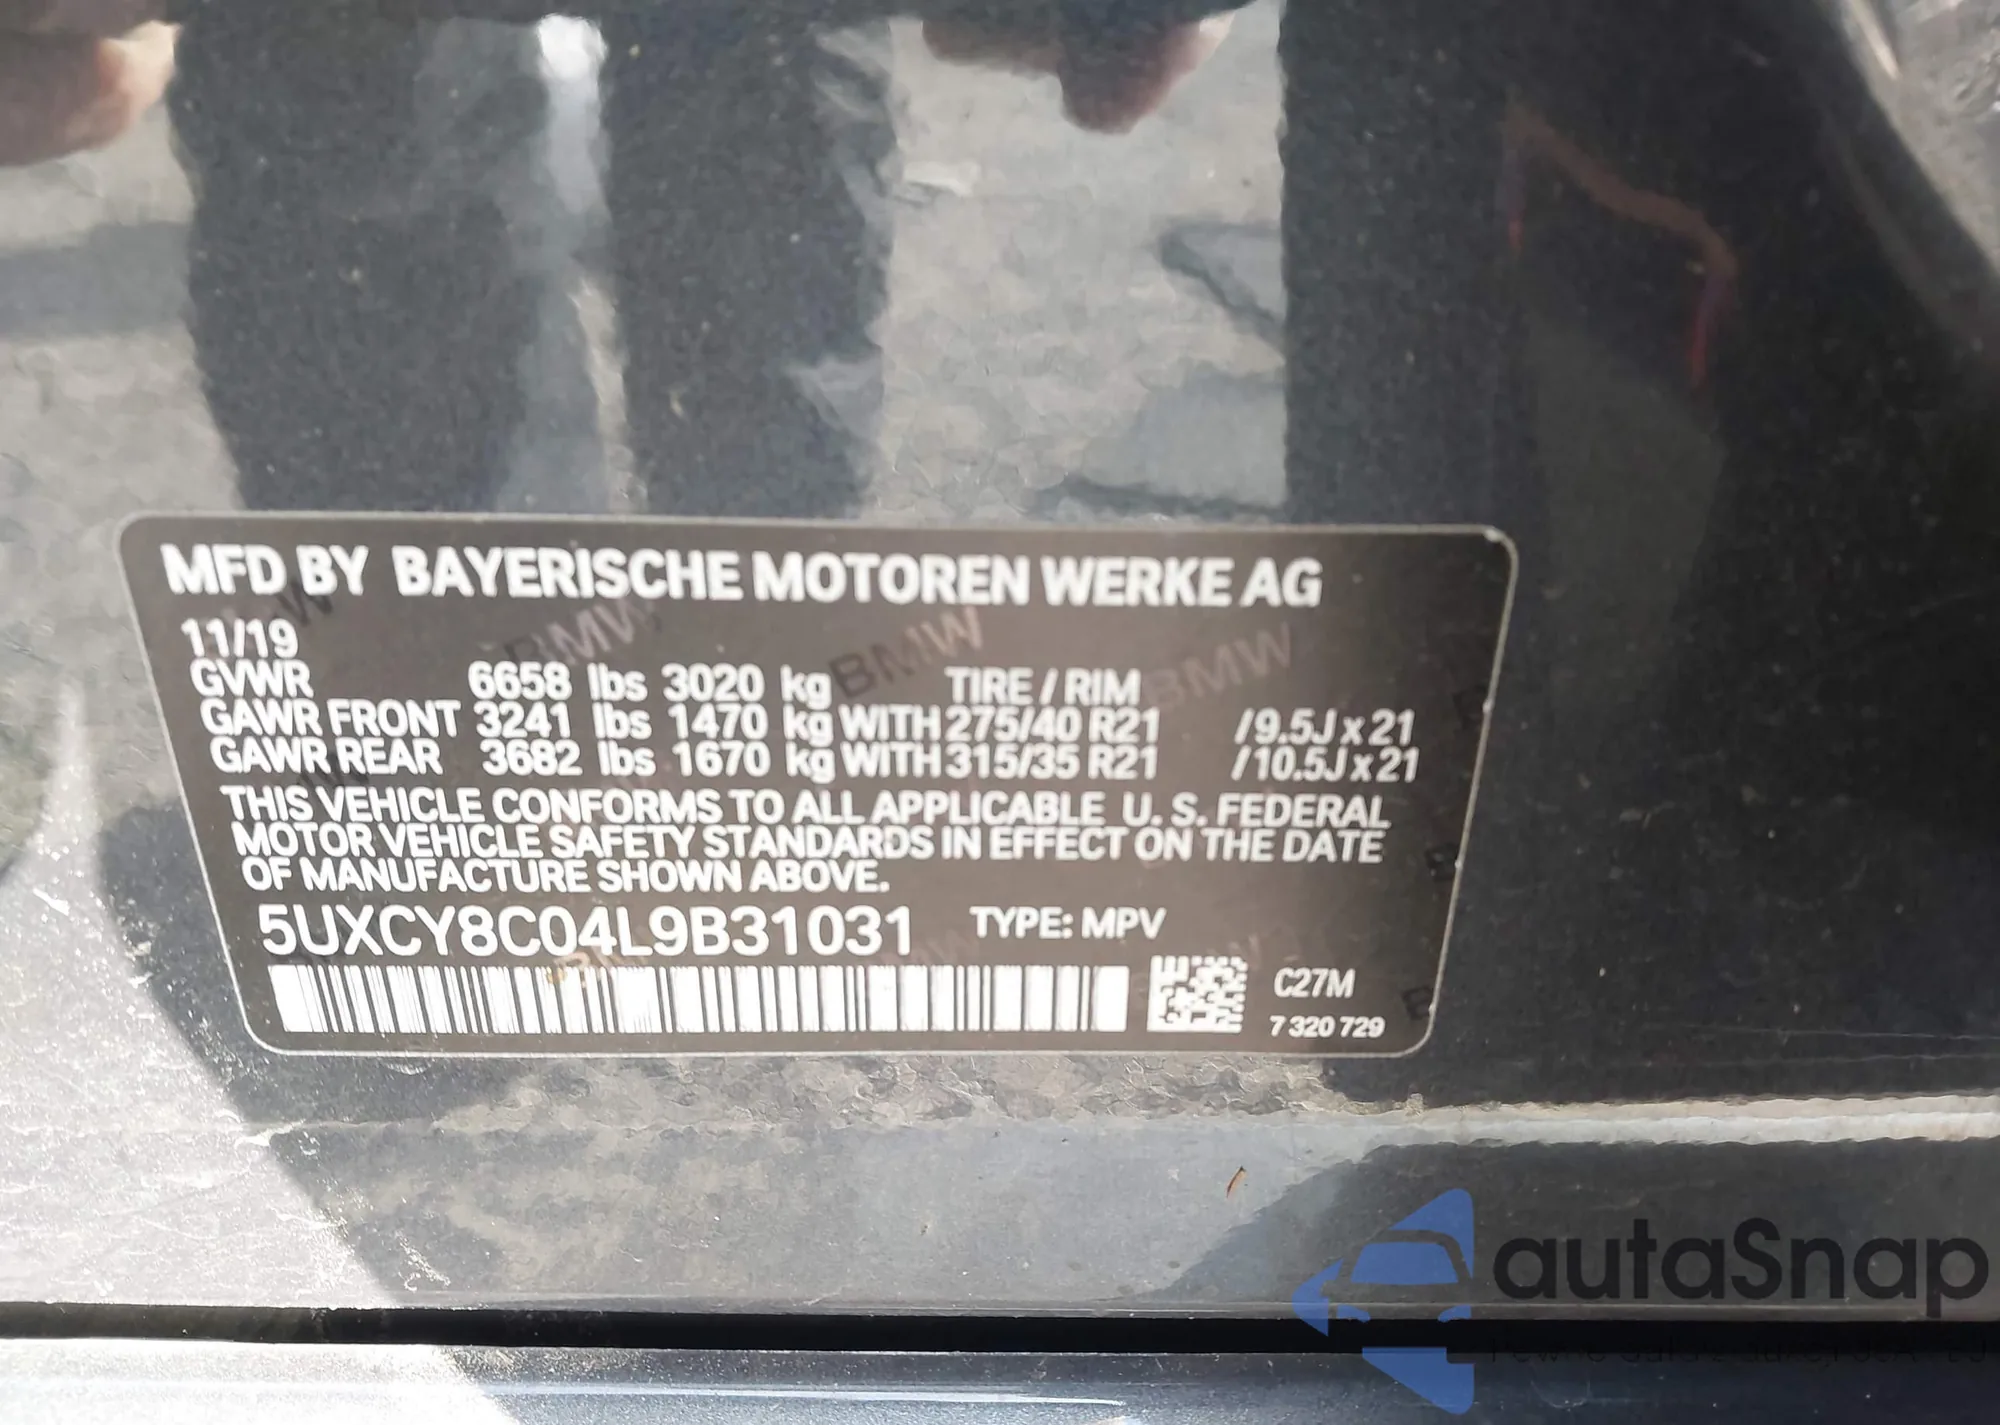 MFD BY BAYERISCHE MOTOREN WERKE AG
11/19
GVWR 6658 lbs 3020 kg TIRE / RIM
GAWR FRONT 3241 lbs 1470 kg WITH 275/40 R21 /9.5J x 21
GAWR REAR 3682 lbs 1670 kg WITH 315/35 R21 /10.5J x 21
THIS VEHICLE CONFORMS TO ALL APPLICABLE U. S. FEDERAL
MOTOR VEHICLE SAFETY STANDARDS IN EFFECT ON THE DATE
OF MANUFACTURE SHOWN ABOVE.
5UXCY8C04L9B31031 TYPE: MPV
C27M
7 320 729
BMW BMW BMW
autaSnap